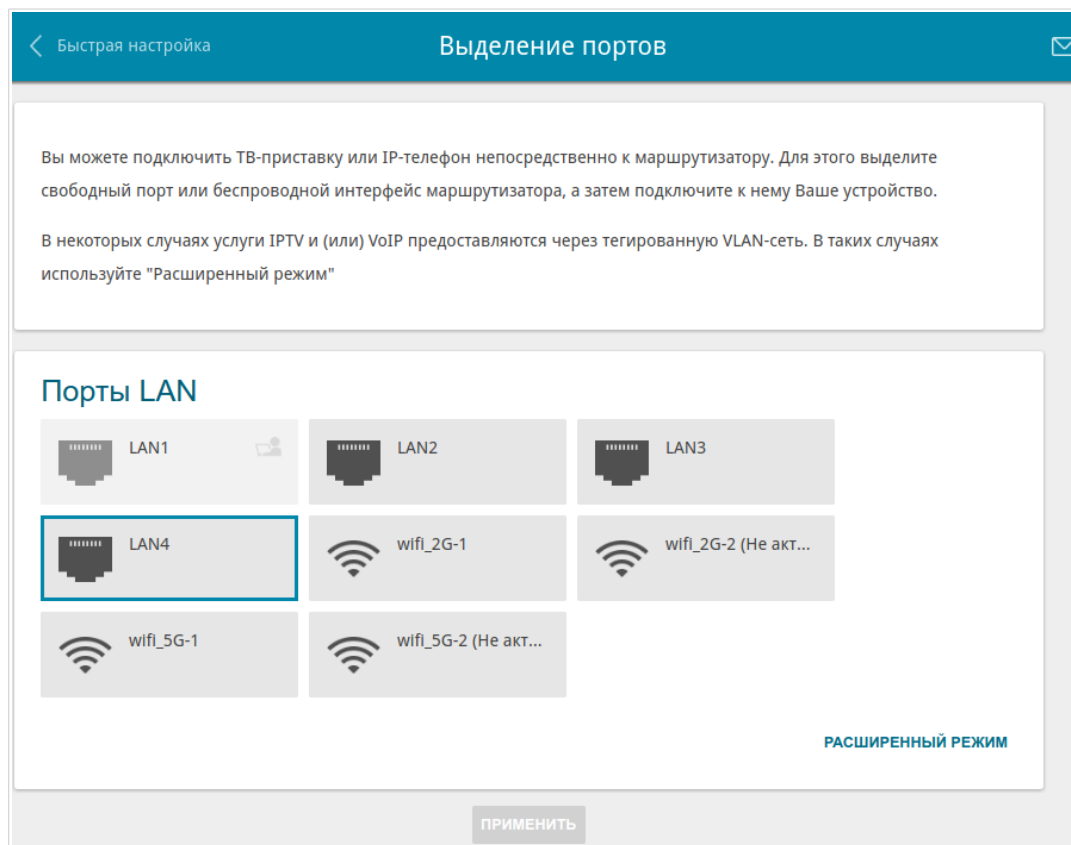 Быстрая настройка
Выделение портов
Вы можете подключить ТВ-приставку или IP-телефон непосредственно к маршрутизатору. Для этого выделите
свободный порт или беспроводной интерфейс маршрутизатора, а затем подключите к нему Ваше устройство.
В некоторых случаях услуги IPTV и (или) VoIP предоставляются через тегированную VLAN-сеть. В таких случаях
используйте "Расширенный режим"
Порты LAN
LAN1
LAN2
LAN3
LAN4
wifi_2G-1
wifi_2G-2 (Не акт...
wifi_5G-1
wifi_5G-2 (Не акт...
РАСШИРЕННЫЙ РЕЖИМ
ПРИМЕНИТЬ